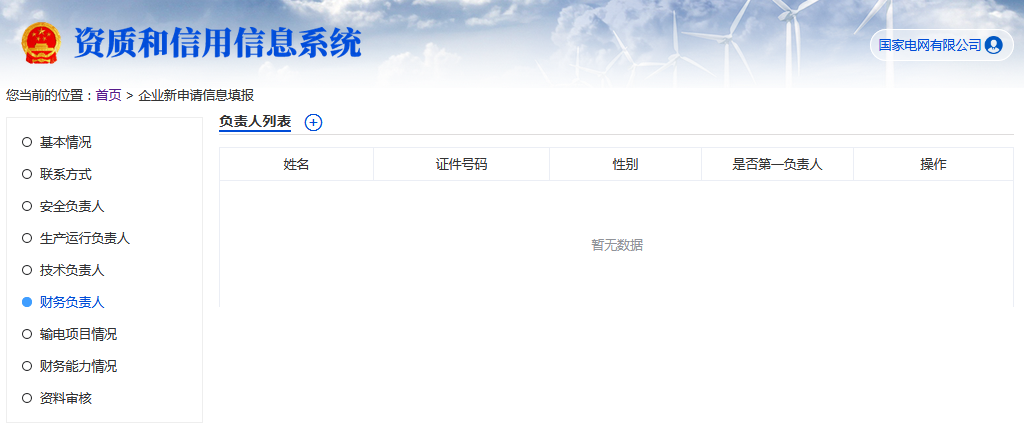 资质和信用信息系统
国家电网有限公司
您当前的位置：首页 > 企业新申请信息填报
基本情况
联系方式
安全负责人
生产运行负责人
技术负责人
财务负责人
输电项目情况
财务能力情况
资料审核
负责人列表
姓名 证件号码 性别 是否第一负责人 操作
暂无数据